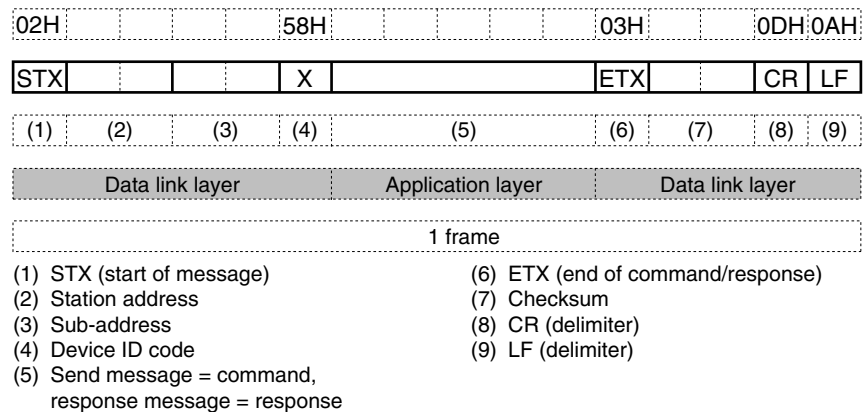 02H 58H 03H 0DH 0AH
STX X ETX CR LF
(1) (2) (3) (4) (5) (6) (7) (8) (9)
Data link layer Application layer Data link layer
1 frame
(1) STX (start of message)
(2) Station address
(3) Sub-address
(4) Device ID code
(5) Send message = command,
response message = response
(6) ETX (end of command/response)
(7) Checksum
(8) CR (delimiter)
(9) LF (delimiter)